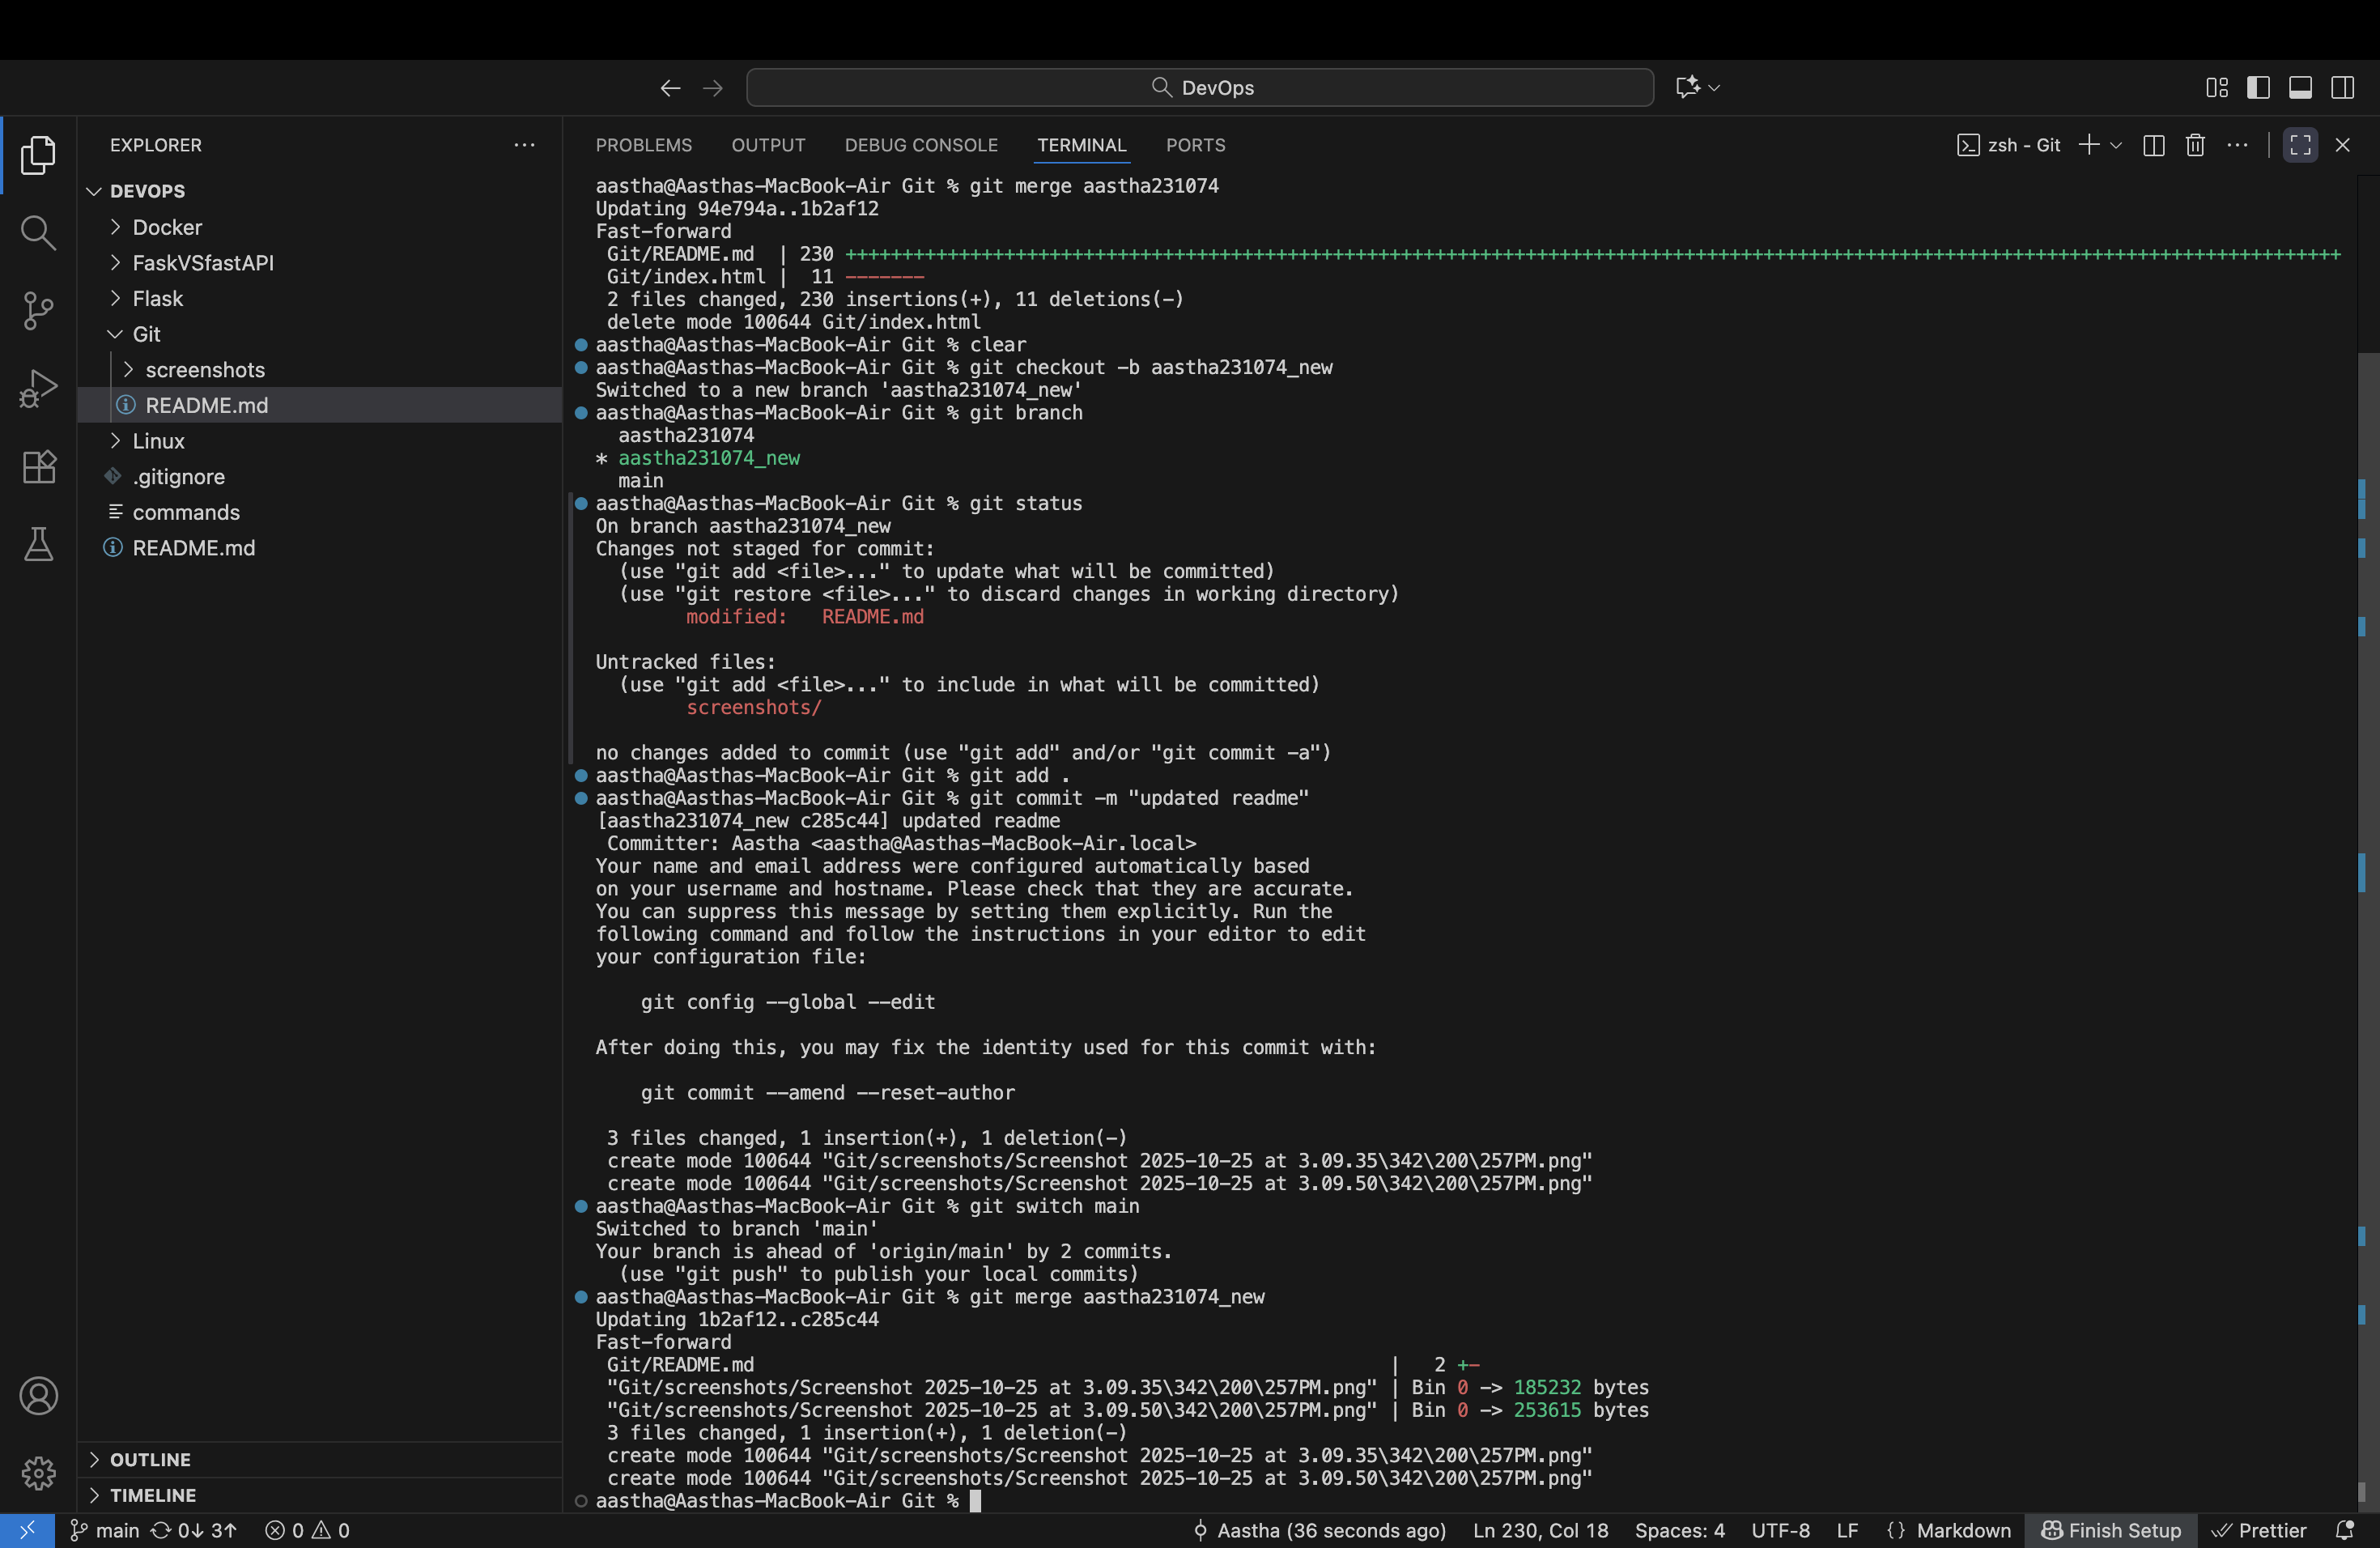 DevOps
EXPLORER
DEVOPS
Docker
FaskVSfastAPI
Flask
Git
screenshots
README.md
Linux
.gitignore
commands
README.md
OUTLINE
TIMELINE
PROBLEMS OUTPUT DEBUG CONSOLE TERMINAL PORTS
zsh - Git
aastha@Aasthas-MacBook-Air Git % git merge aastha231074
Updating 94e794a..1b2af12
Fast-forward
Git/README.md | 230 ++++++++++++++++++++++++++++++++++++++++++++++++++++++++++++++++++++++++++++++++++++++++++++++++++++++++++++++++++++++++++++++++++++
Git/index.html | 11 -------
2 files changed, 230 insertions(+), 11 deletions(-)
delete mode 100644 Git/index.html
aastha@Aasthas-MacBook-Air Git % clear
aastha@Aasthas-MacBook-Air Git % git checkout -b aastha231074_new
Switched to a new branch 'aastha231074_new'
aastha@Aasthas-MacBook-Air Git % git branch
aastha231074
* aastha231074_new
main
aastha@Aasthas-MacBook-Air Git % git status
On branch aastha231074_new
Changes not staged for commit:
(use "git add <file>..." to update what will be committed)
(use "git restore <file>..." to discard changes in working directory)
modified:   README.md
Untracked files:
(use "git add <file>..." to include in what will be committed)
screenshots/
no changes added to commit (use "git add" and/or "git commit -a")
aastha@Aasthas-MacBook-Air Git % git add .
aastha@Aasthas-MacBook-Air Git % git commit -m "updated readme"
[aastha231074_new c285c44] updated readme
Committer: Aastha <aastha@Aasthas-MacBook-Air.local>
Your name and email address were configured automatically based
on your username and hostname. Please check that they are accurate.
You can suppress this message by setting them explicitly. Run the
following command and follow the instructions in your editor to edit
your configuration file:
git config --global --edit
After doing this, you may fix the identity used for this commit with:
git commit --amend --reset-author
3 files changed, 1 insertion(+), 1 deletion(-)
create mode 100644 "Git/screenshots/Screenshot 2025-10-25 at 3.09.35\342\200\257PM.png"
create mode 100644 "Git/screenshots/Screenshot 2025-10-25 at 3.09.50\342\200\257PM.png"
aastha@Aasthas-MacBook-Air Git % git switch main
Switched to branch 'main'
Your branch is ahead of 'origin/main' by 2 commits.
(use "git push" to publish your local commits)
aastha@Aasthas-MacBook-Air Git % git merge aastha231074_new
Updating 1b2af12..c285c44
Fast-forward
Git/README.md | 2 +-
"Git/screenshots/Screenshot 2025-10-25 at 3.09.35\342\200\257PM.png" | Bin 0 -> 185232 bytes
"Git/screenshots/Screenshot 2025-10-25 at 3.09.50\342\200\257PM.png" | Bin 0 -> 253615 bytes
3 files changed, 1 insertion(+), 1 deletion(-)
create mode 100644 "Git/screenshots/Screenshot 2025-10-25 at 3.09.35\342\200\257PM.png"
create mode 100644 "Git/screenshots/Screenshot 2025-10-25 at 3.09.50\342\200\257PM.png"
aastha@Aasthas-MacBook-Air Git %
main 0↓ 3↑ 0 0 Aastha (36 seconds ago) Ln 230, Col 18 Spaces: 4 UTF-8 LF {} Markdown Finish Setup Prettier